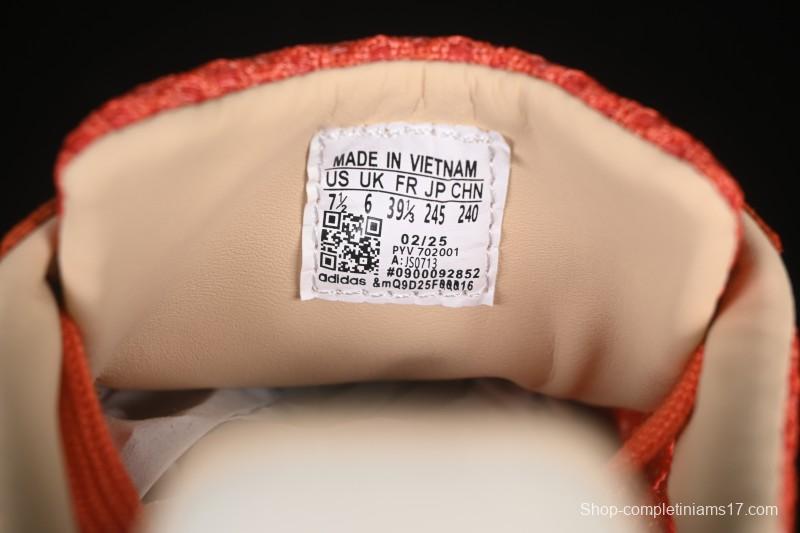 MADE IN VIETNAM
US UK FR JP CHN
7½ 6 39⅓ 245 240
02/25
PYV 702001
A:JS0713
#0900092852
adidas
Shop-completiniams17.com